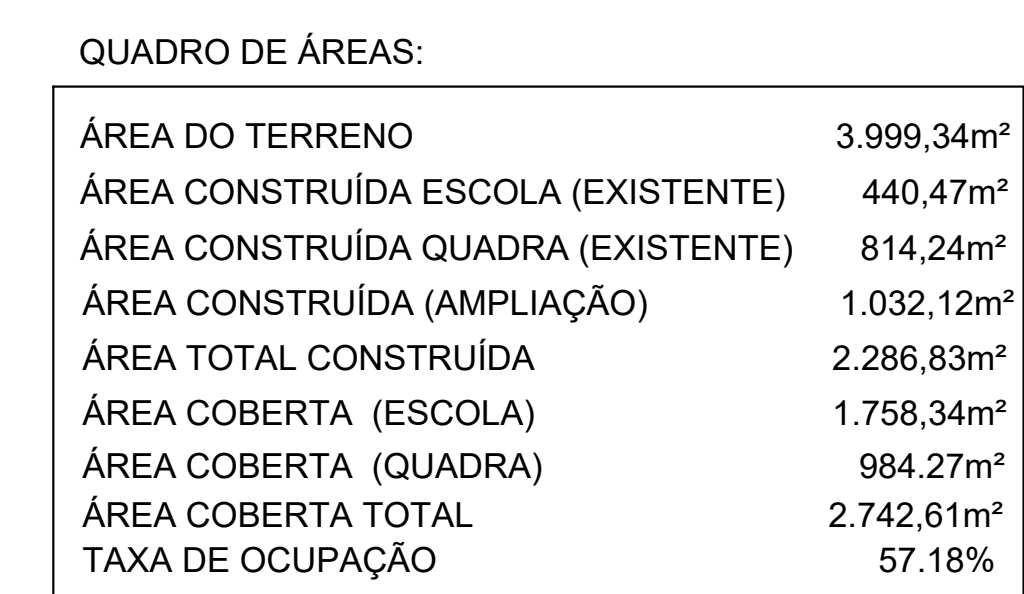 QUADRO DE ÁREAS:
ÁREA DO TERRENO 3.999,34m²
ÁREA CONSTRUÍDA ESCOLA (EXISTENTE) 440,47m²
ÁREA CONSTRUÍDA QUADRA (EXISTENTE) 814,24m²
ÁREA CONSTRUÍDA (AMPLIAÇÃO) 1.032,12m²
ÁREA TOTAL CONSTRUÍDA 2.286,83m²
ÁREA COBERTA (ESCOLA) 1.758,34m²
ÁREA COBERTA (QUADRA) 984.27m²
ÁREA COBERTA TOTAL 2.742,61m²
TAXA DE OCUPAÇÃO 57.18%